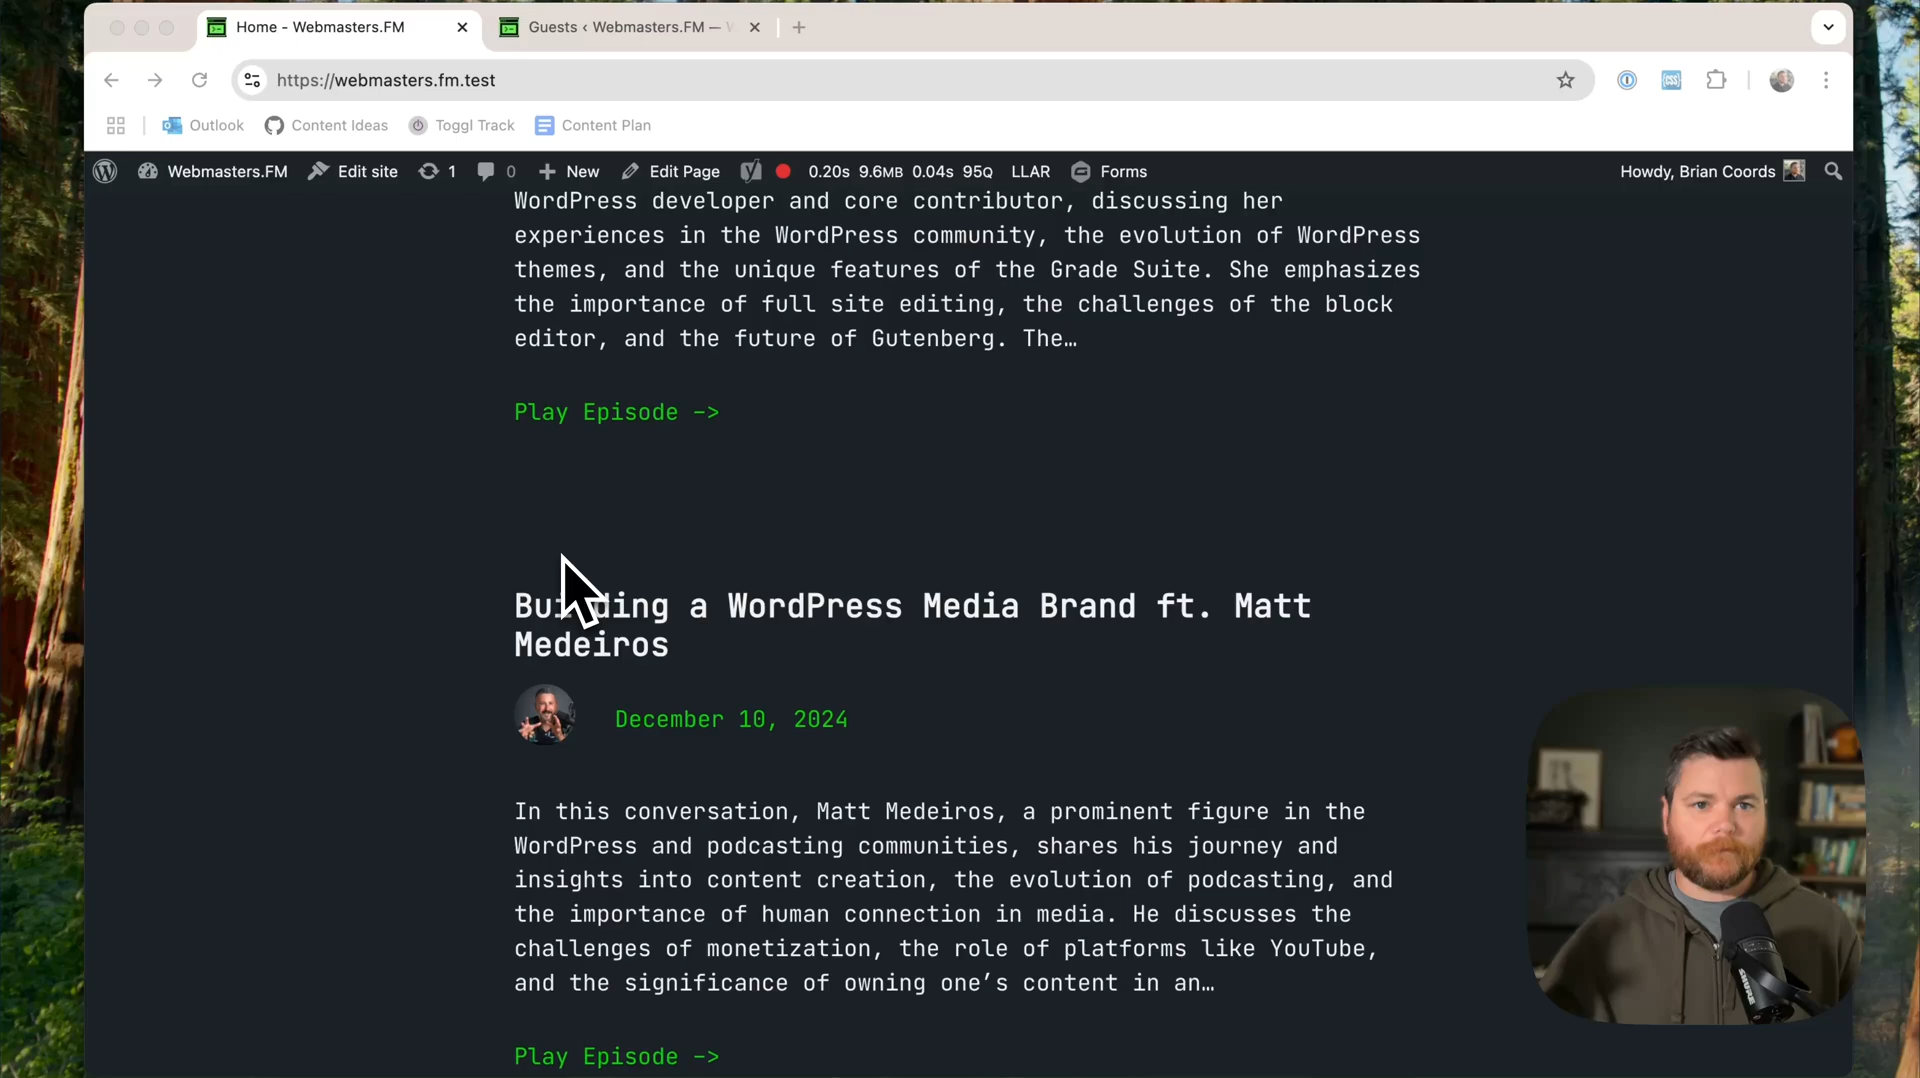 Home - Webmasters.FM
Guests ‹ Webmasters.FM —
https://webmasters.fm.test
Outlook
Content Ideas
Toggl Track
Content Plan
Webmasters.FM
Edit site
1
0
New
Edit Page
0.20s 9.6MB 0.04s 95Q
LLAR
Forms
Howdy, Brian Coords
WordPress developer and core contributor, discussing her
experiences in the WordPress community, the evolution of WordPress
themes, and the unique features of the Grade Suite. She emphasizes
the importance of full site editing, the challenges of the block
editor, and the future of Gutenberg. The…
Play Episode ->
Building a WordPress Media Brand ft. Matt
Medeiros
December 10, 2024
In this conversation, Matt Medeiros, a prominent figure in the
WordPress and podcasting communities, shares his journey and
insights into content creation, the evolution of podcasting, and
the importance of human connection in media. He discusses the
challenges of monetization, the role of platforms like YouTube,
and the significance of owning one’s content in an…
Play Episode ->
SHURE